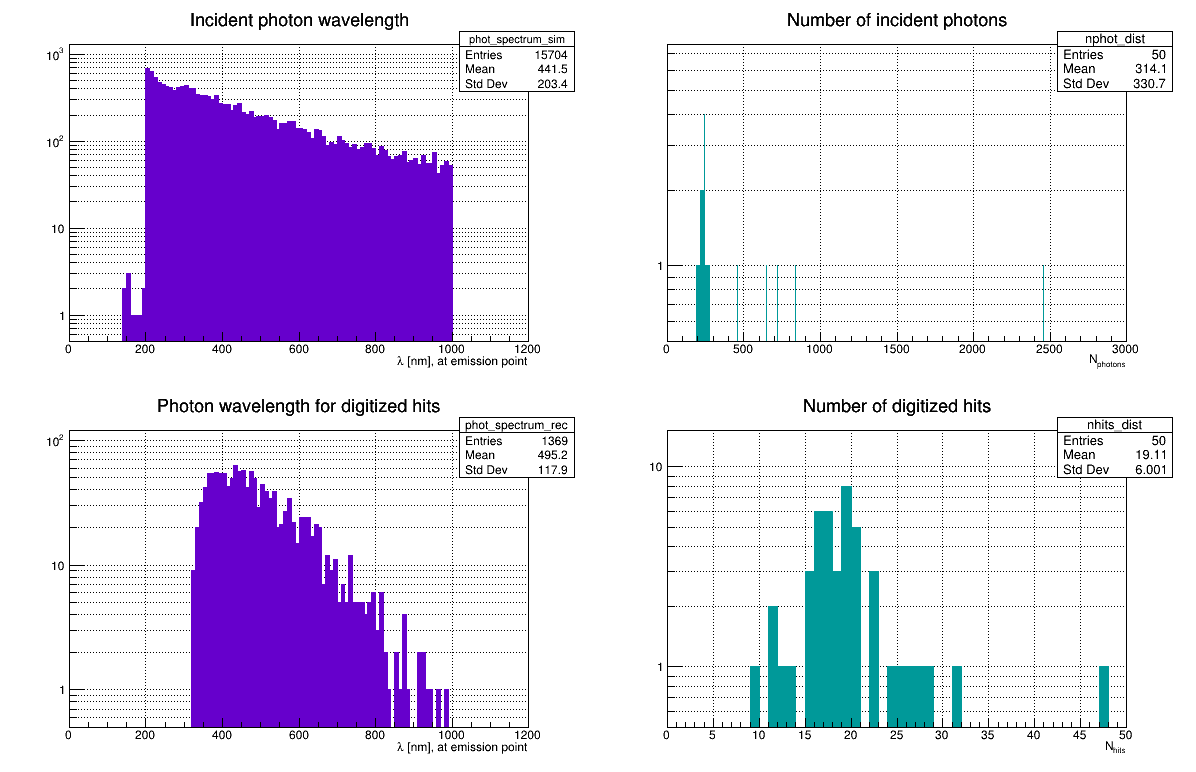 Incident photon wavelength
phot_spectrum_sim
Entries 15704
Mean 441.5
Std Dev 203.4
10³
10²
10
1
0 200 400 600 800 1000 1200
λ [nm], at emission point
Number of incident photons
nphot_dist
Entries 50
Mean 314.1
Std Dev 330.7
1
0 500 1000 1500 2000 2500 3000
Nphotons
Photon wavelength for digitized hits
phot_spectrum_rec
Entries 1369
Mean 495.2
Std Dev 117.9
10²
10
1
0 200 400 600 800 1000 1200
λ [nm], at emission point
Number of digitized hits
nhits_dist
Entries 50
Mean 19.11
Std Dev 6.001
10
1
0 5 10 15 20 25 30 35 40 45 50
Nhits